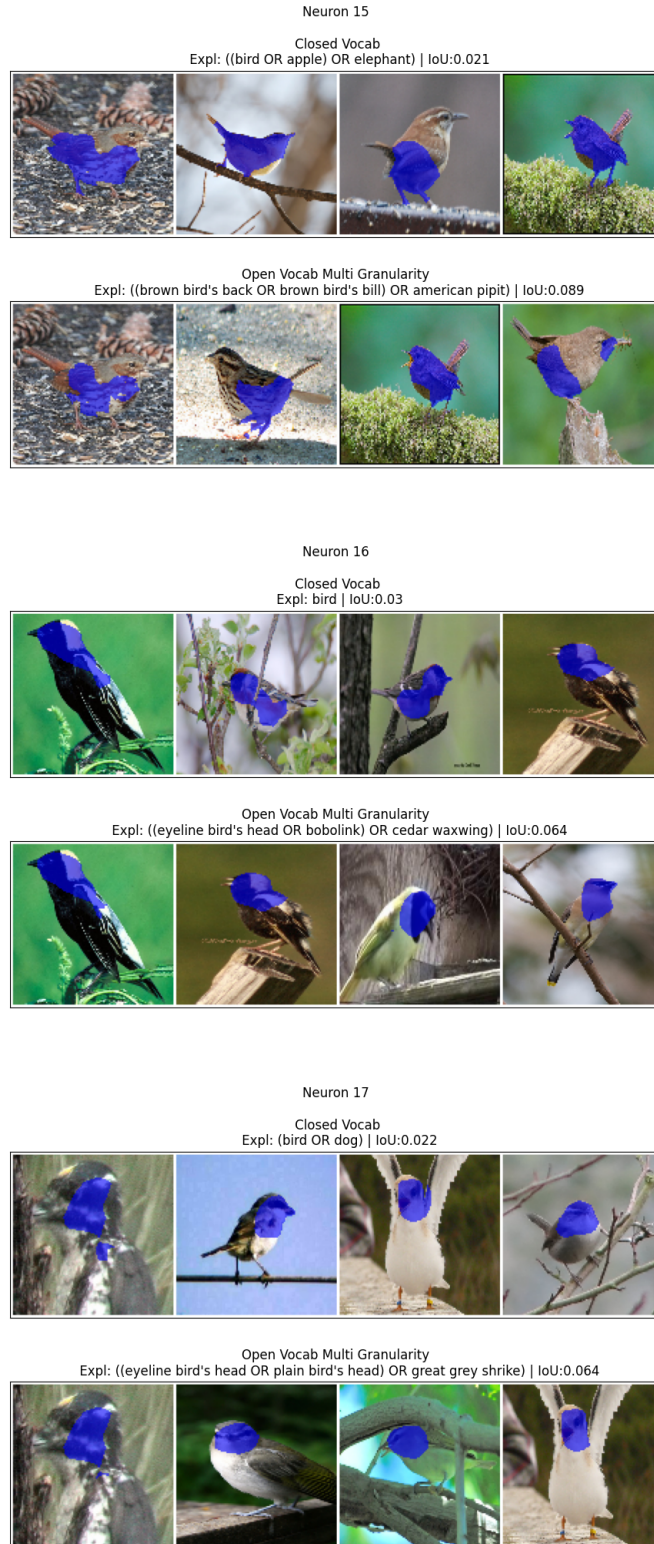 Neuron 15
Closed Vocab
Expl: ((bird OR apple) OR elephant) | IoU:0.021
Open Vocab Multi Granularity
Expl: ((brown bird's back OR brown bird's bill) OR american pipit) | IoU:0.089
Neuron 16
Closed Vocab
Expl: bird | IoU:0.03
Open Vocab Multi Granularity
Expl: ((eyeline bird's head OR bobolink) OR cedar waxwing) | IoU:0.064
Neuron 17
Closed Vocab
Expl: (bird OR dog) | IoU:0.022
Open Vocab Multi Granularity
Expl: ((eyeline bird's head OR plain bird's head) OR great grey shrike) | IoU:0.064